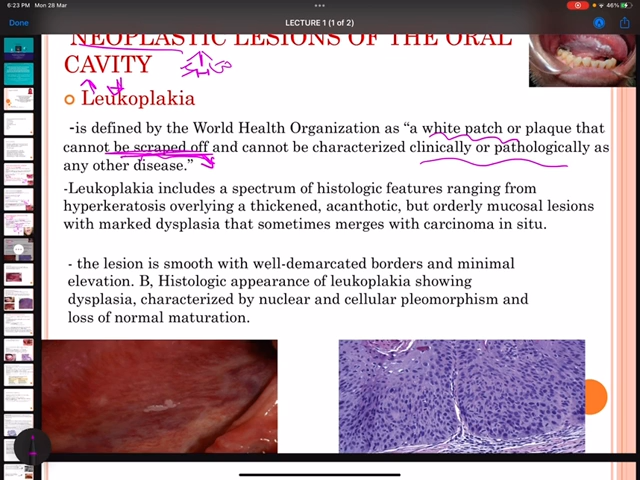 6:23 PM Mon 28 Mar
46%
Done
LECTURE 1 (1 of 2)
NEOPLASTIC LESIONS OF THE ORAL
CAVITY
Leukoplakia
-is defined by the World Health Organization as “a white patch or plaque that
cannot be scraped off and cannot be characterized clinically or pathologically as
any other disease.”
-Leukoplakia includes a spectrum of histologic features ranging from
hyperkeratosis overlying a thickened, acanthotic, but orderly mucosal lesions
with marked dysplasia that sometimes merges with carcinoma in situ.
- the lesion is smooth with well-demarcated borders and minimal
elevation. B, Histologic appearance of leukoplakia showing
dysplasia, characterized by nuclear and cellular pleomorphism and
loss of normal maturation.